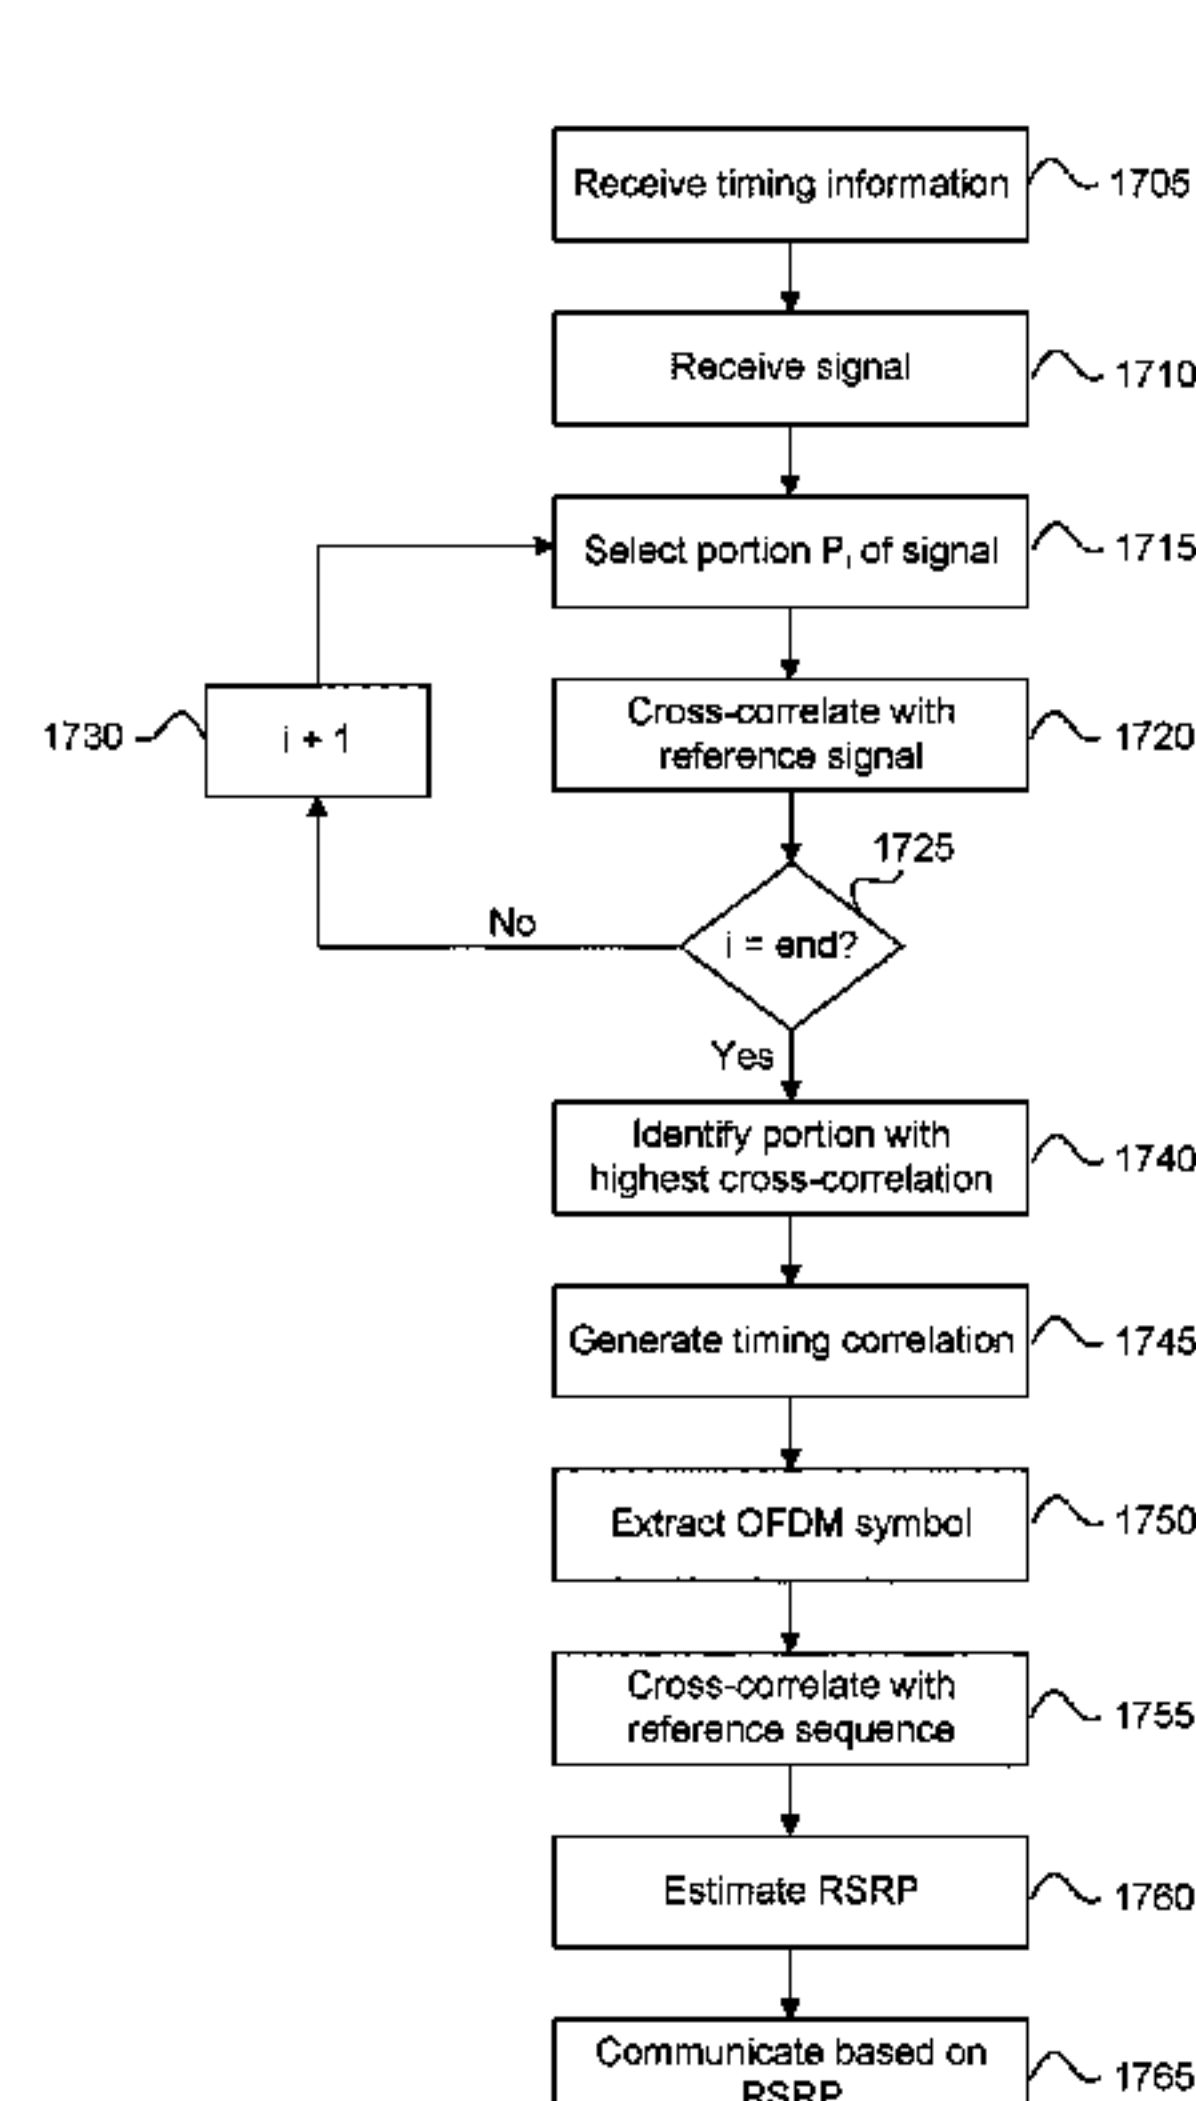 Receive timing information
1705
Receive signal
1710
Select portion Pi of signal
1715
1730
i + 1
Cross-correlate with
reference signal
1720
1725
No
i = end?
Yes
Identify portion with
highest cross-correlation
1740
Generate timing correlation
1745
Extract OFDM symbol
1750
Cross-correlate with
reference sequence
1755
Estimate RSRP
1760
Communicate based on
RSRP
1765